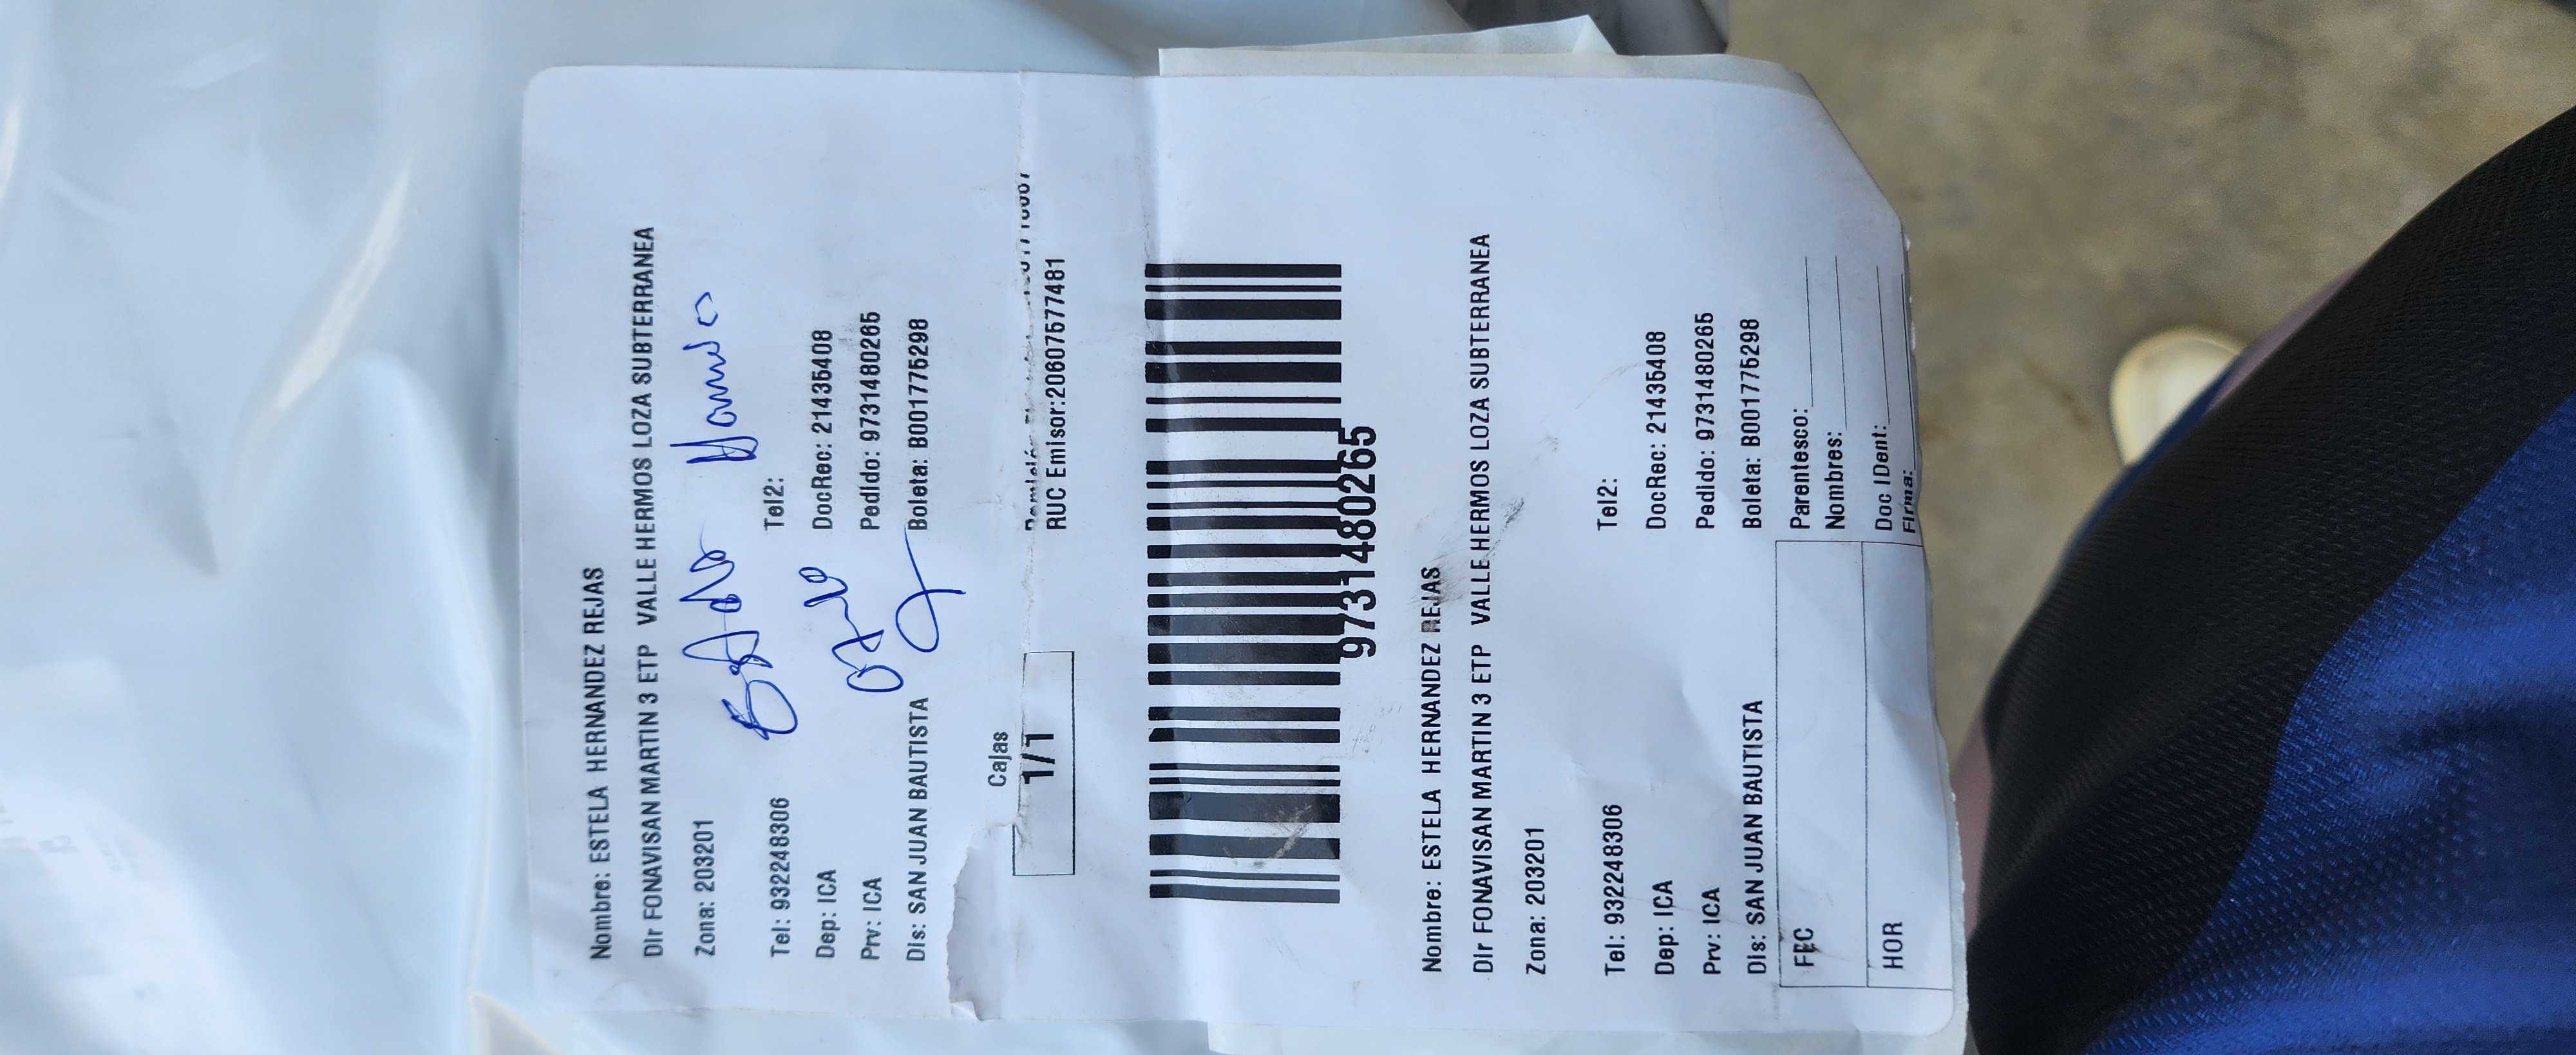 Nombre: ESTELA HERNANDEZ REJAS
DIr FONAVISAN MARTIN 3 ETP VALLE HERMOS LOZA SUBTERRANEA
Zona: 203201
Tel: 932248306 Tel2:
Dep: ICA DocRec: 21435408
Prv: ICA Pedido: 9731480265
Dis: SAN JUAN BAUTISTA Boleta: B001775298
Cajas
1/1
RUC Emisor:20607577481
9731480265
Nombre: ESTELA HERNANDEZ REJAS
Dir FONAVISAN MARTIN 3 ETP VALLE HERMOS LOZA SUBTERRANEA
Zona: 203201
Tel: 932248306 Tel2:
Dep: ICA DocRec: 21435408
Prv: ICA Pedido: 9731480265
Dis: SAN JUAN BAUTISTA Boleta: B001775298
FEC Parentesco:
Nombres:
HOR Doc IDent:
Firma: